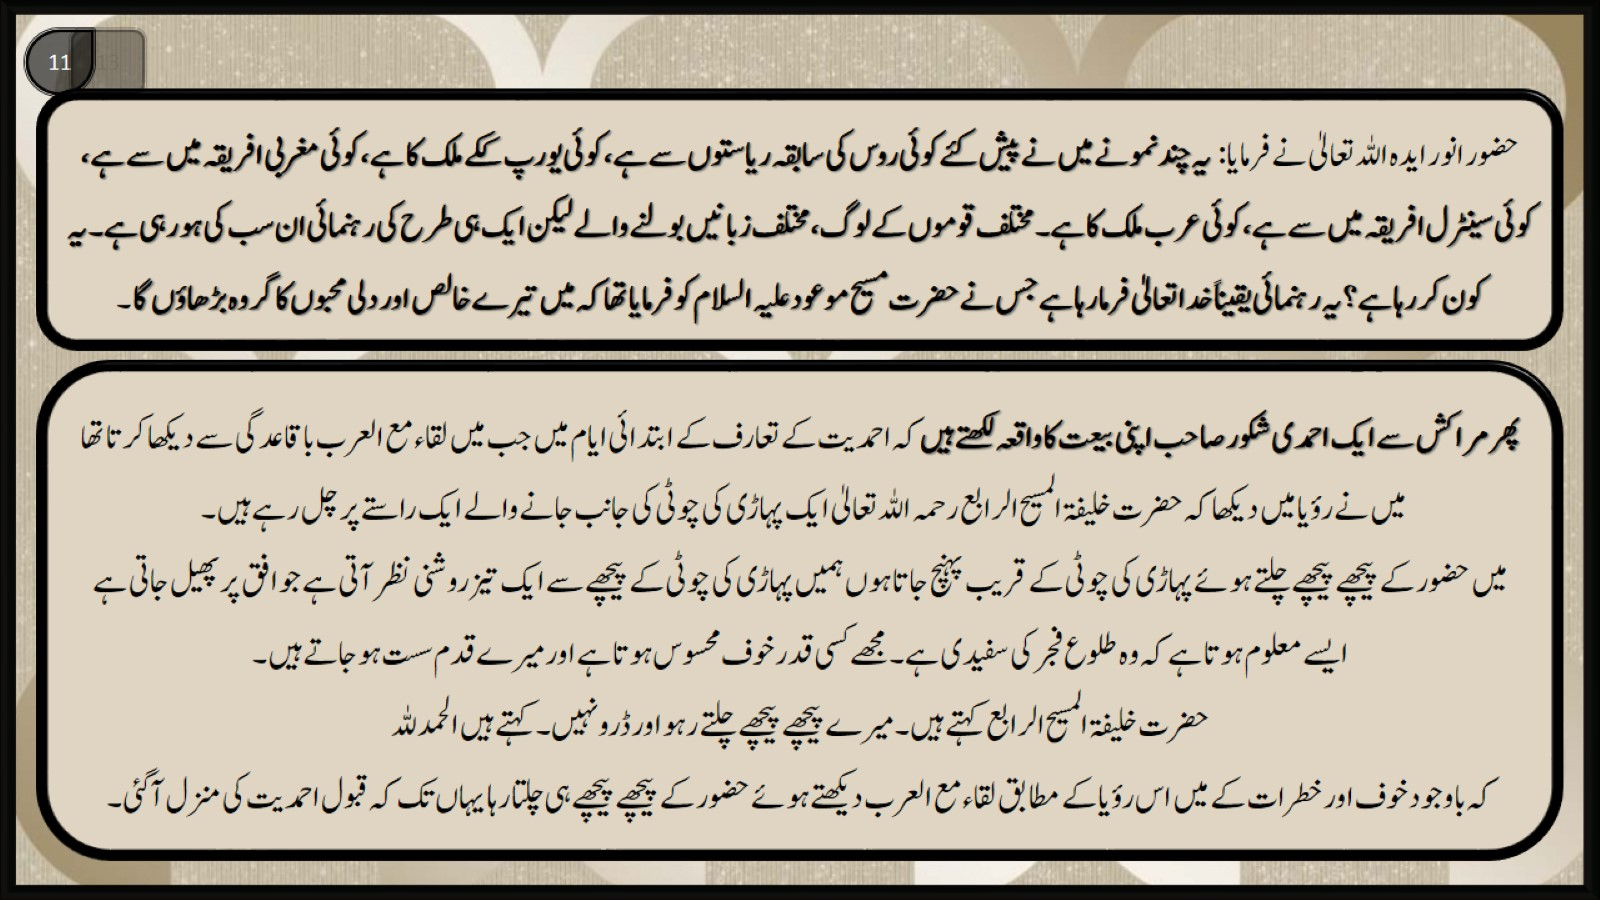 11
حضور انور ایدہ اللہ تعالیٰ نے فرمایا: یہ چند نمونے میں نے پیش کئے کوئی روس کی سابقہ ریاستوں سے ہے، کوئی یورپ کے ملک کا ہے، کوئی مغربی افریقہ میں سے ہے،
کوئی سینٹرل افریقہ میں سے ہے، کوئی عرب ملک کا ہے۔ مختلف قوموں کے لوگ، مختلف زبانیں بولنے والے لیکن ایک ہی طرح کی رہنمائی ان سب کی ہو رہی ہے۔ یہ
کون کر رہا ہے؟ یہ رہنمائی یقیناً خدا تعالیٰ فرما رہا ہے جس نے حضرت مسیح موعود علیہ السلام کو فرمایا تھا کہ میں تیرے خالص اور دلی محبوں کا گروہ بڑھاؤں گا۔
پھر مراکش سے ایک احمدی شکور صاحب اپنی بیعت کا واقعہ لکھتے ہیں کہ احمدیت کے تعارف کے ابتدائی ایام میں جب میں لقاء مع العرب باقاعدگی سے دیکھا کرتا تھا
میں نے رؤیا میں دیکھا کہ حضرت خلیفۃ المسیح الرابع رحمہ اللہ تعالیٰ ایک پہاڑی کی چوٹی کی جانب جانے والے ایک راستے پر چل رہے ہیں۔
میں حضور کے پیچھے پیچھے چلتے ہوئے پہاڑی کی چوٹی کے قریب پہنچ جاتا ہوں ہمیں پہاڑی کی چوٹی کے پیچھے سے ایک تیز روشنی نظر آتی ہے جو افق پر پھیل جاتی ہے
ایسے معلوم ہوتا ہے کہ وہ طلوع فجر کی سفیدی ہے۔ مجھے کسی قدر خوف محسوس ہوتا ہے اور میرے قدم سست ہو جاتے ہیں۔
حضرت خلیفۃ المسیح الرابع کہتے ہیں۔ میرے پیچھے پیچھے چلتے رہو اور ڈرو نہیں۔ کہتے ہیں الحمد للہ
کہ باوجود خوف اور خطرات کے میں اس رؤیا کے مطابق لقاء مع العرب دیکھتے ہوئے حضور کے پیچھے پیچھے ہی چلتا رہا یہاں تک کہ قبول احمدیت کی منزل آگئی۔